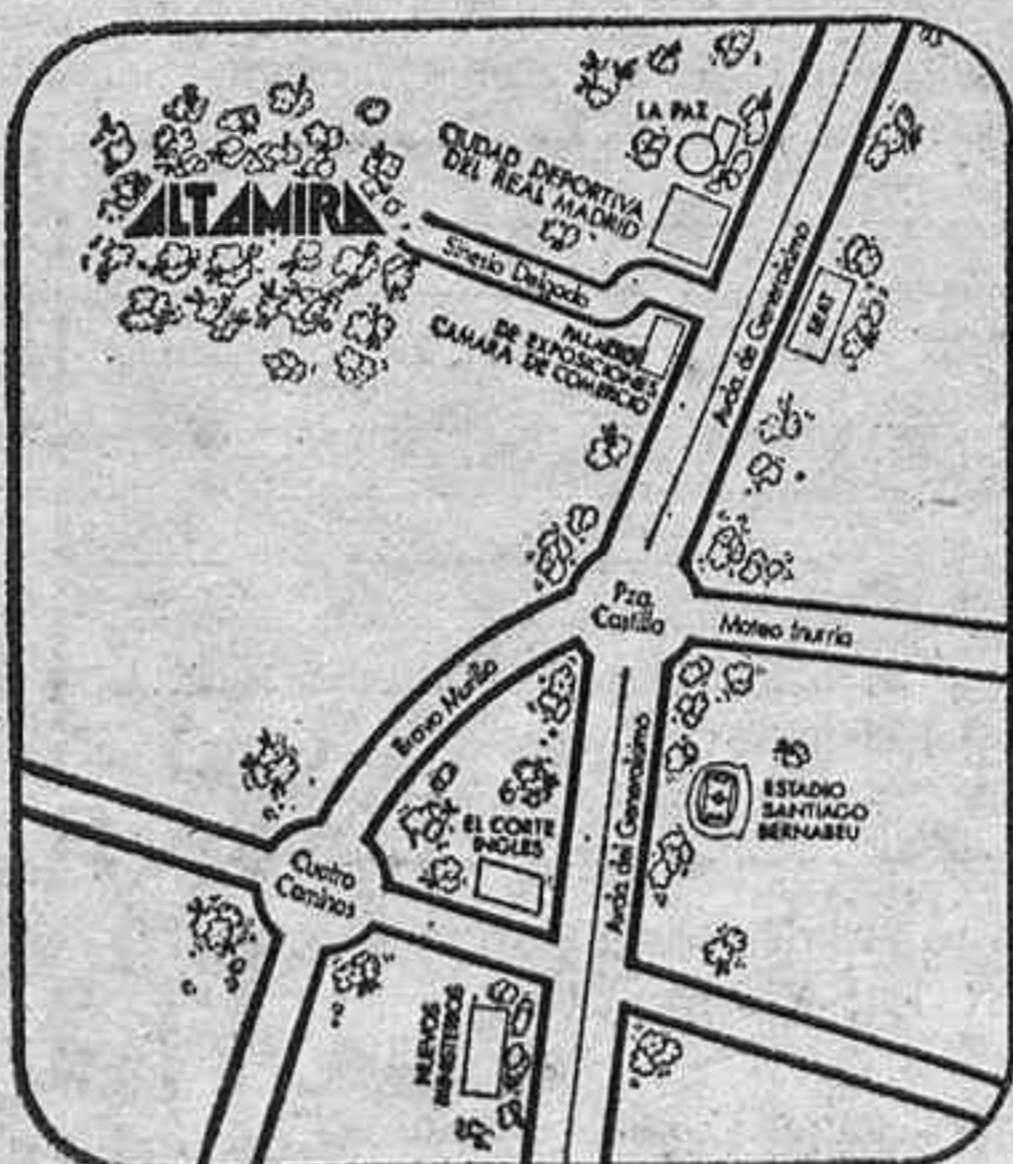 LA PAZ
CIUDAD DEPORTIVA
DEL REAL MADRID
ALTAMIRA
Sinesio Delgado
PALACIO
DE EXPOSICIONES
CAMARA DE COMERCIO
SEAT
Avda. de Generalísimo
Pza.
Castilla
Mateo Inurria
Bravo Murillo
Avda. del Generalísimo
ESTADIO
SANTIAGO
BERNABEU
EL CORTE
INGLES
Cuatro
Caminos
NUEVOS
MINISTERIOS